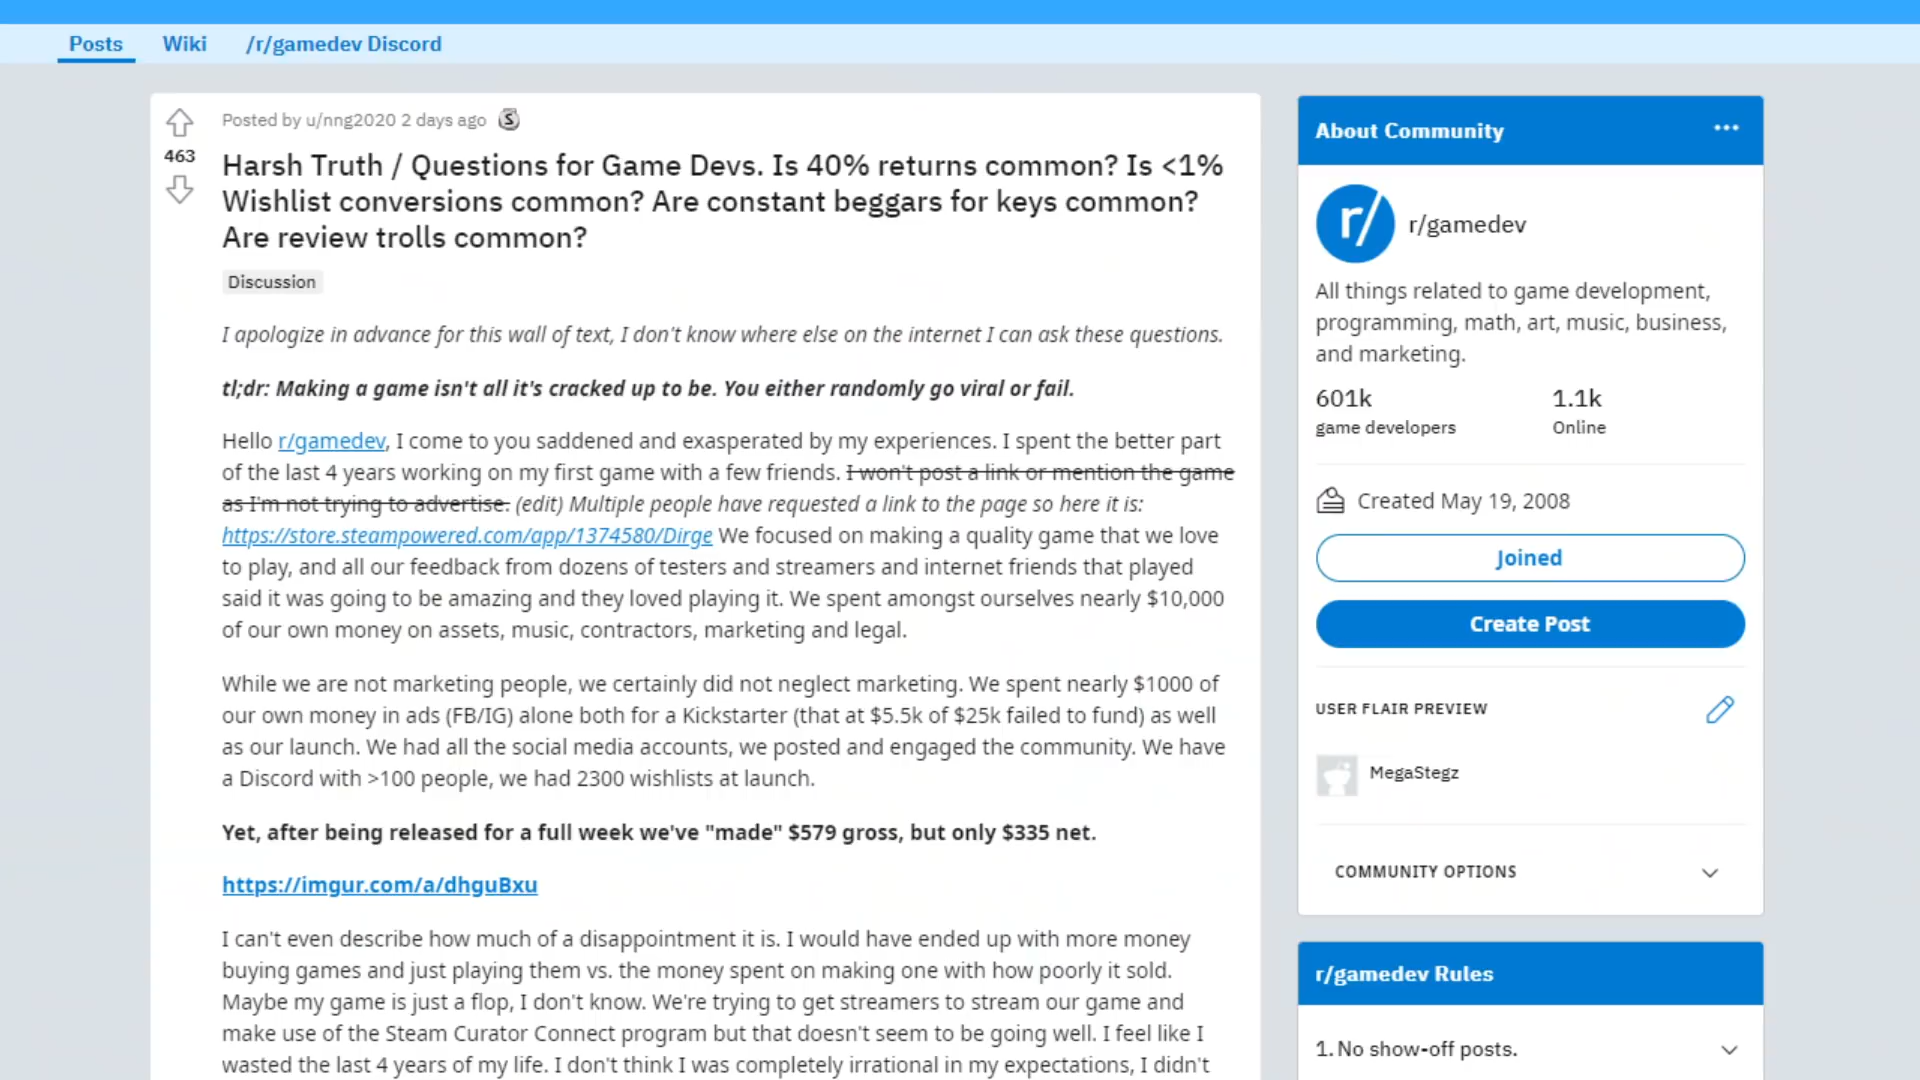 Posts Wiki /r/gamedev Discord
Posted by u/nng2020 2 days ago
463
Harsh Truth / Questions for Game Devs. Is 40% returns common? Is <1%
Wishlist conversions common? Are constant beggars for keys common?
Are review trolls common?
Discussion
I apologize in advance for this wall of text, I don't know where else on the internet I can ask these questions.
tl;dr: Making a game isn't all it's cracked up to be. You either randomly go viral or fail.
Hello r/gamedev, I come to you saddened and exasperated by my experiences. I spent the better part
of the last 4 years working on my first game with a few friends. I won't post a link or mention the game
as I'm not trying to advertise. (edit) Multiple people have requested a link to the page so here it is:
https://store.steampowered.com/app/1374580/Dirge We focused on making a quality game that we love
to play, and all our feedback from dozens of testers and streamers and internet friends that played
said it was going to be amazing and they loved playing it. We spent amongst ourselves nearly $10,000
of our own money on assets, music, contractors, marketing and legal.
While we are not marketing people, we certainly did not neglect marketing. We spent nearly $1000 of
our own money in ads (FB/IG) alone both for a Kickstarter (that at $5.5k of $25k failed to fund) as well
as our launch. We had all the social media accounts, we posted and engaged the community. We have
a Discord with >100 people, we had 2300 wishlists at launch.
Yet, after being released for a full week we've "made" $579 gross, but only $335 net.
https://imgur.com/a/dhguBxu
I can't even describe how much of a disappointment it is. I would have ended up with more money
buying games and just playing them vs. the money spent on making one with how poorly it sold.
Maybe my game is just a flop, I don't know. We're trying to get streamers to stream our game and
make use of the Steam Curator Connect program but that doesn't seem to be going well. I feel like I
wasted the last 4 years of my life. I don't think I was completely irrational in my expectations, I didn't
About Community
r/
r/gamedev
All things related to game development,
programming, math, art, music, business,
and marketing.
601k 1.1k
game developers Online
Created May 19, 2008
Joined
Create Post
USER FLAIR PREVIEW
MegaStegz
COMMUNITY OPTIONS
r/gamedev Rules
1. No show-off posts.